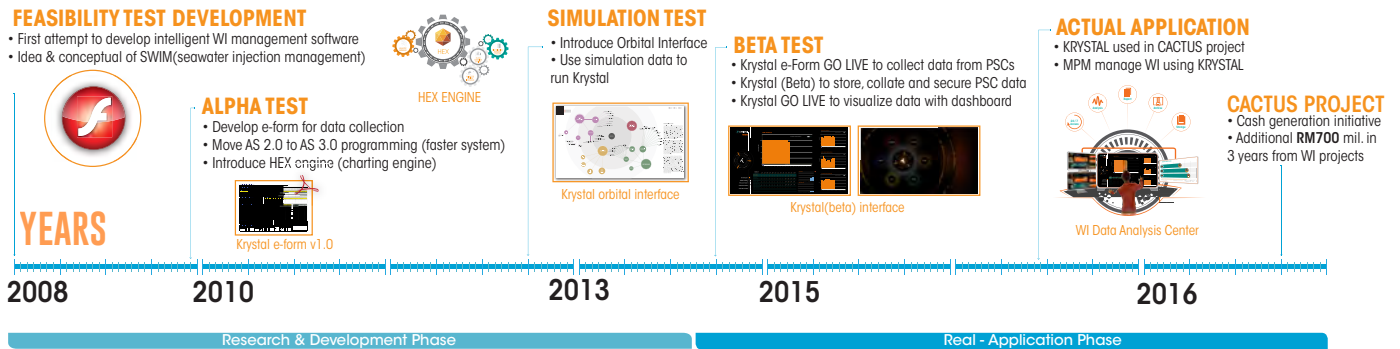 FEASIBILITY TEST DEVELOPMENT
• First attempt to develop intelligent WI management software
• Idea & conceptual of SWIM(seawater injection management)
HEX
HEX ENGINE
ALPHA TEST
• Develop e-form for data collection
• Move AS 2.0 to AS 3.0 programming (faster system)
• Introduce HEX engine (charting engine)
Krystal e-form v1.0
SIMULATION TEST
• Introduce Orbital Interface
• Use simulation data to
run Krystal
Krystal orbital interface
BETA TEST
• Krystal e-Form GO LIVE to collect data from PSCs
• Krystal (Beta) to store, collate and secure PSC data
• Krystal GO LIVE to visualize data with dashboard
Krystal(beta) interface
ACTUAL APPLICATION
• KRYSTAL used in CACTUS project
• MPM manage WI using KRYSTAL
WI Data Analysis Center
CACTUS PROJECT
• Cash generation initiative
• Additional RM700 mil. in
3 years from WI projects
YEARS
2008
2010
2013
2015
2016
Research & Development Phase
Real - Application Phase